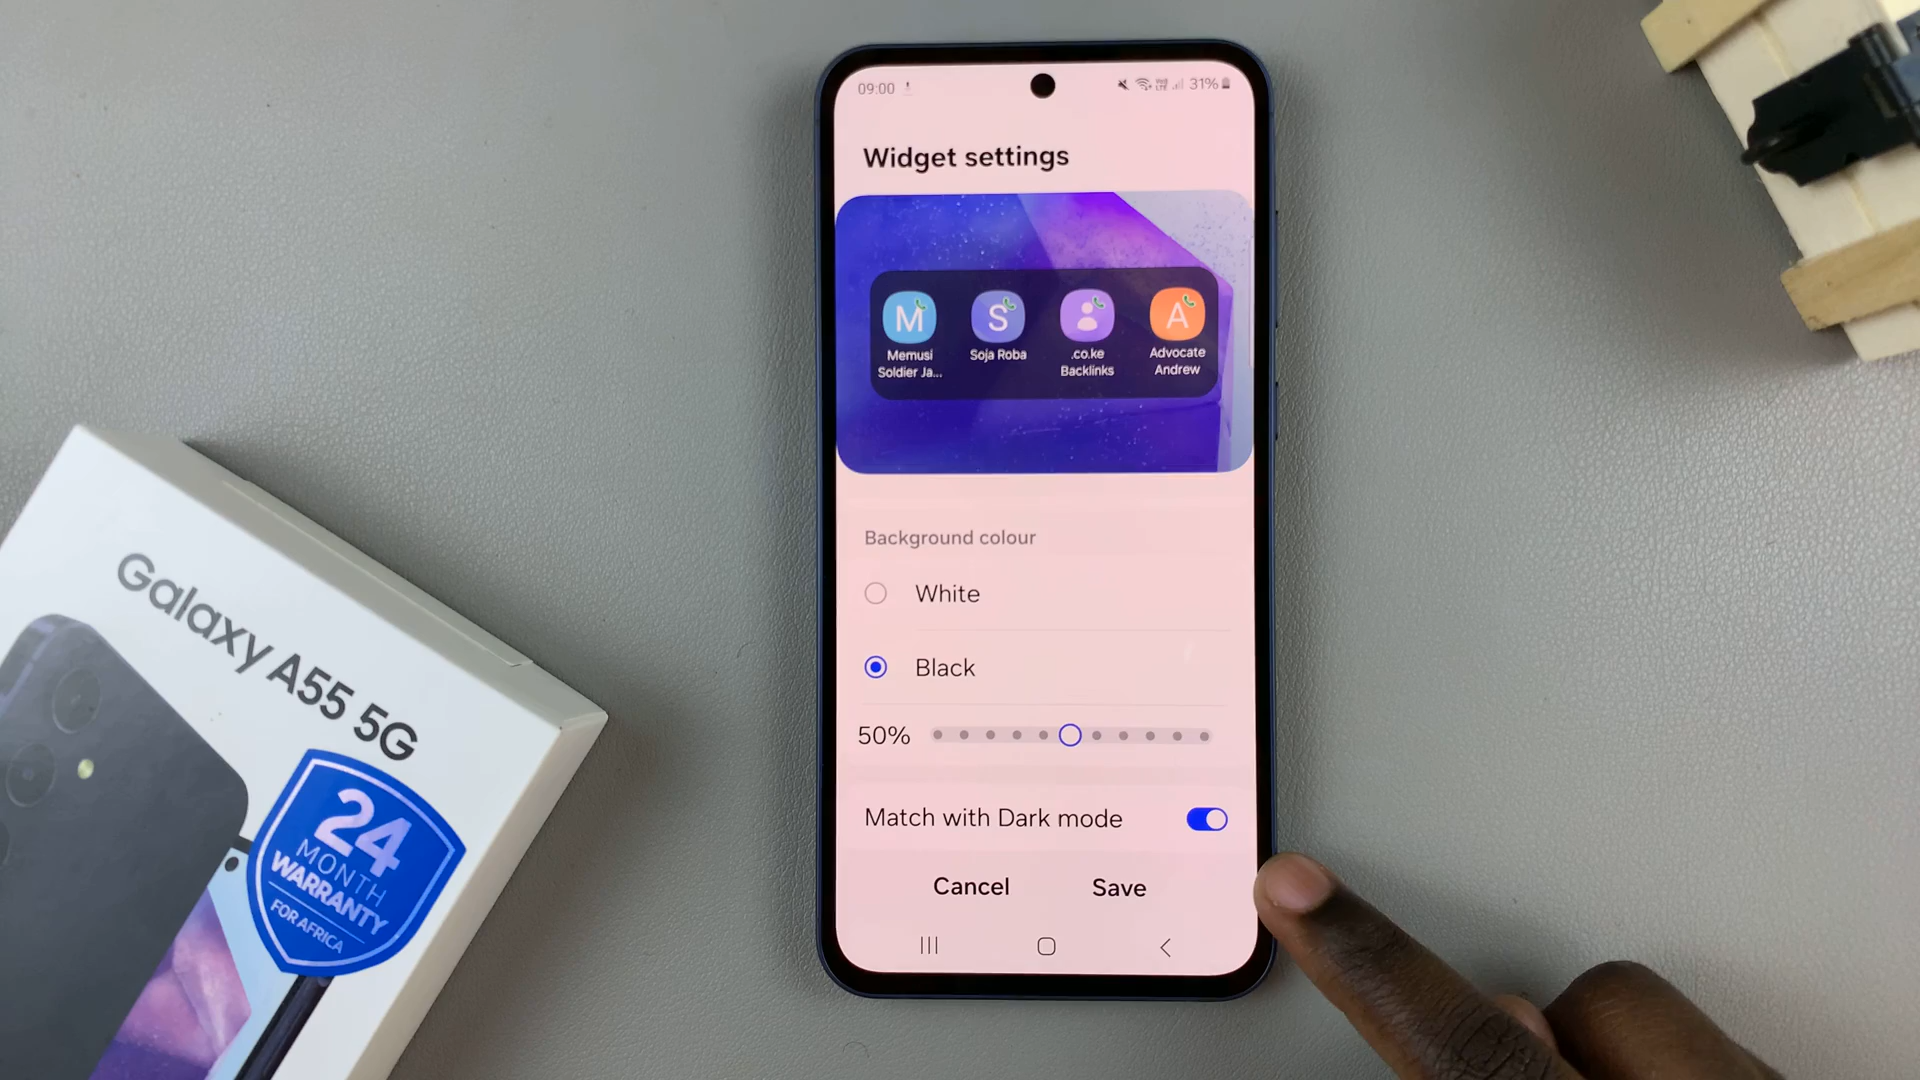 09:00
31%
Widget settings
M
S
A
Memusi
Soldier Ja...
Soja Roba
.co.ke
Backlinks
Advocate
Andrew
Background colour
White
Black
50%
Match with Dark mode
Cancel
Save
Galaxy A55 5G
24
MONTH
WARRANTY
FOR AFRICA